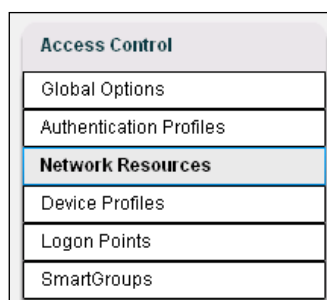 Access Control
Global Options
Authentication Profiles
Network Resources
Device Profiles
Logon Points
SmartGroups